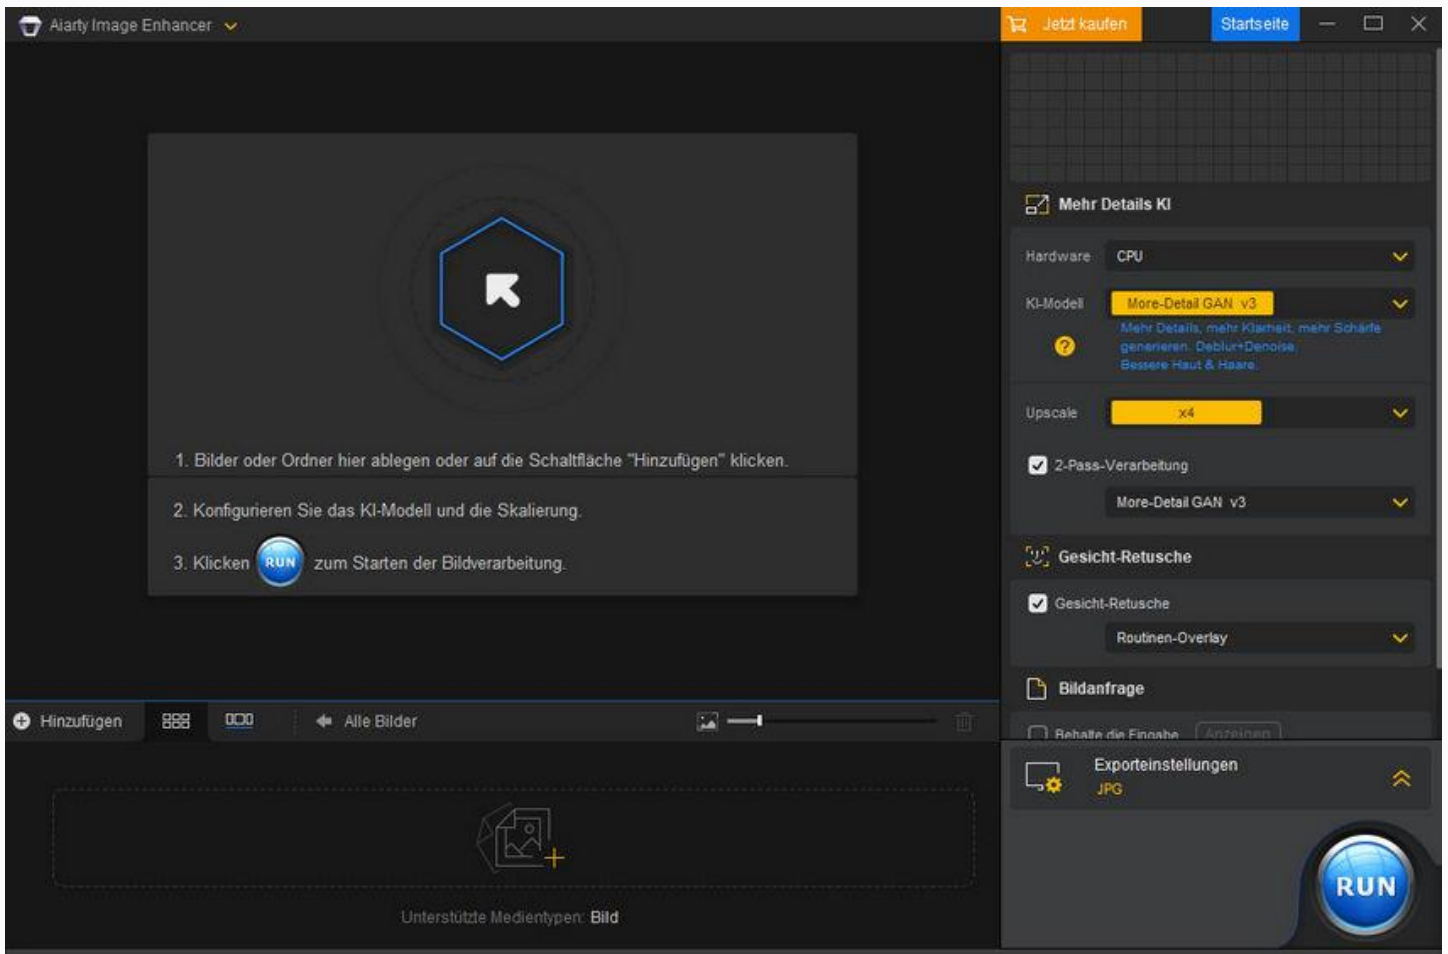 Aiarty Image Enhancer
Jetzt kaufen
Startseite
1. Bilder oder Ordner hier ablegen oder auf die Schaltfläche "Hinzufügen" klicken.
2. Konfigurieren Sie das KI-Modell und die Skalierung.
3. Klicken RUN zum Starten der Bildverarbeitung.
Hinzufügen
Alle Bilder
Unterstützte Medientypen: Bild
Mehr Details KI
Hardware CPU
KI-Modell More-Detail GAN v3
Mehr Details, mehr Klarheit, mehr Schärfe
generieren. Deblur+Denoise.
Bessere Haut & Haare.
Upscale x4
2-Pass-Verarbeitung
More-Detail GAN v3
Gesicht-Retusche
Gesicht-Retusche
Routinen-Overlay
Bildanfrage
Behalte die Eingabe Anzeigen
Exporteinstellungen
JPG
RUN